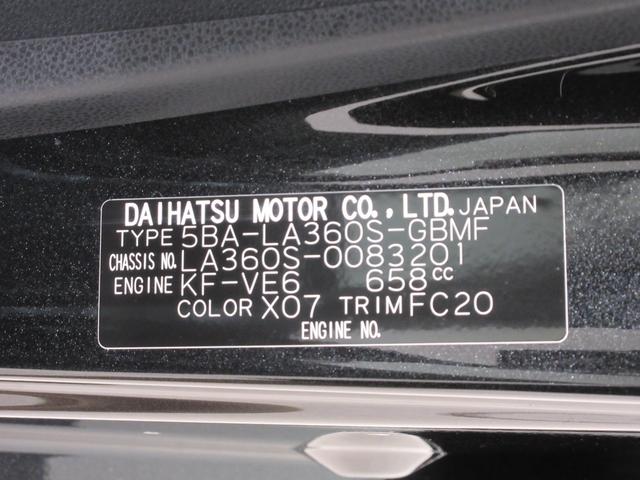 DAIHATSU MOTOR CO., LTD. JAPAN
TYPE 5BA-LA360S-GBMF
CHASSIS NO. LA360S-0083201
ENGINE KF-VE6 658cc
COLOR X07 TRIM FC20
ENGINE NO.